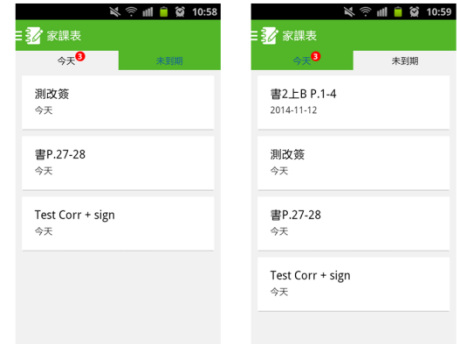 10:58
家課表
今天 3
未到期
測改簽
今天
書P.27-28
今天
Test Corr + sign
今天
10:59
家課表
今天 3
未到期
書2上B P.1-4
2014-11-12
測改簽
今天
書P.27-28
今天
Test Corr + sign
今天